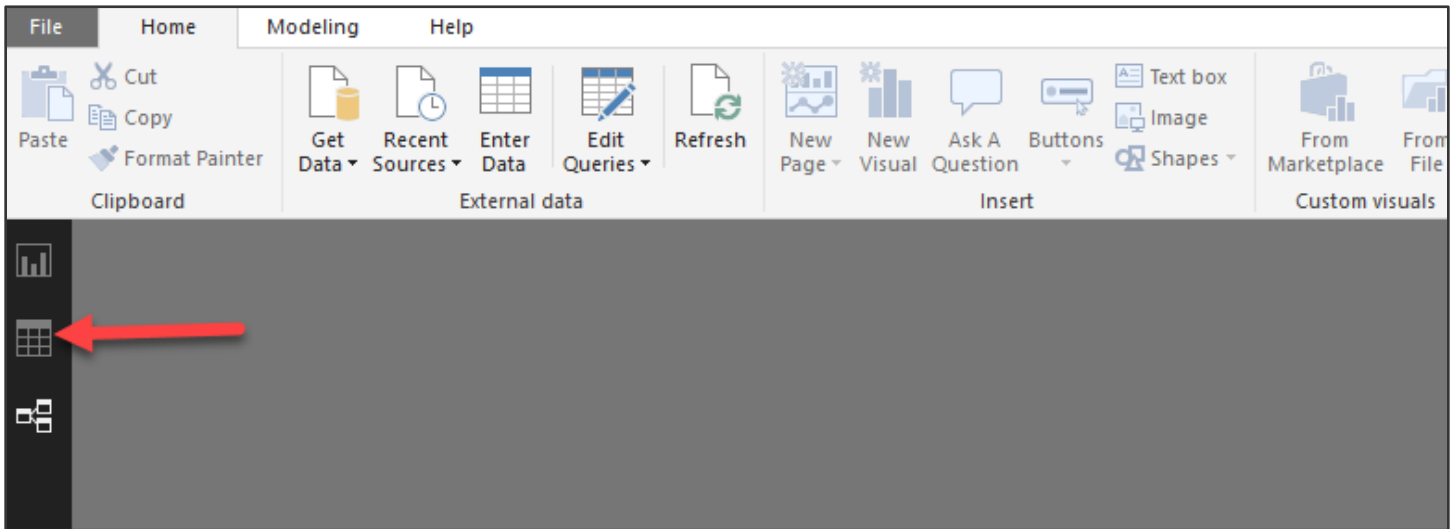 File Home Modeling Help
Cut
Copy
Format Painter
Paste
Clipboard
Get Data
Recent Sources
Enter Data
Edit Queries
Refresh
External data
New Page
New Visual
Ask A Question
Buttons
Text box
Image
Shapes
Insert
From Marketplace
From File
Custom visuals